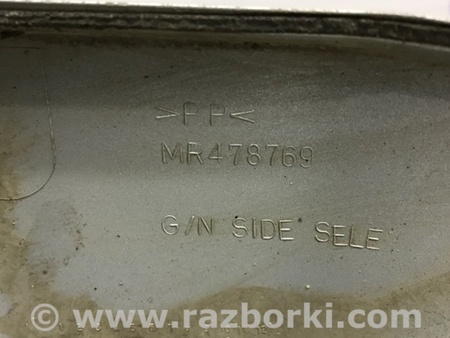 >PP<
MR478769
G/N SIDE SELE
www.razborki.com